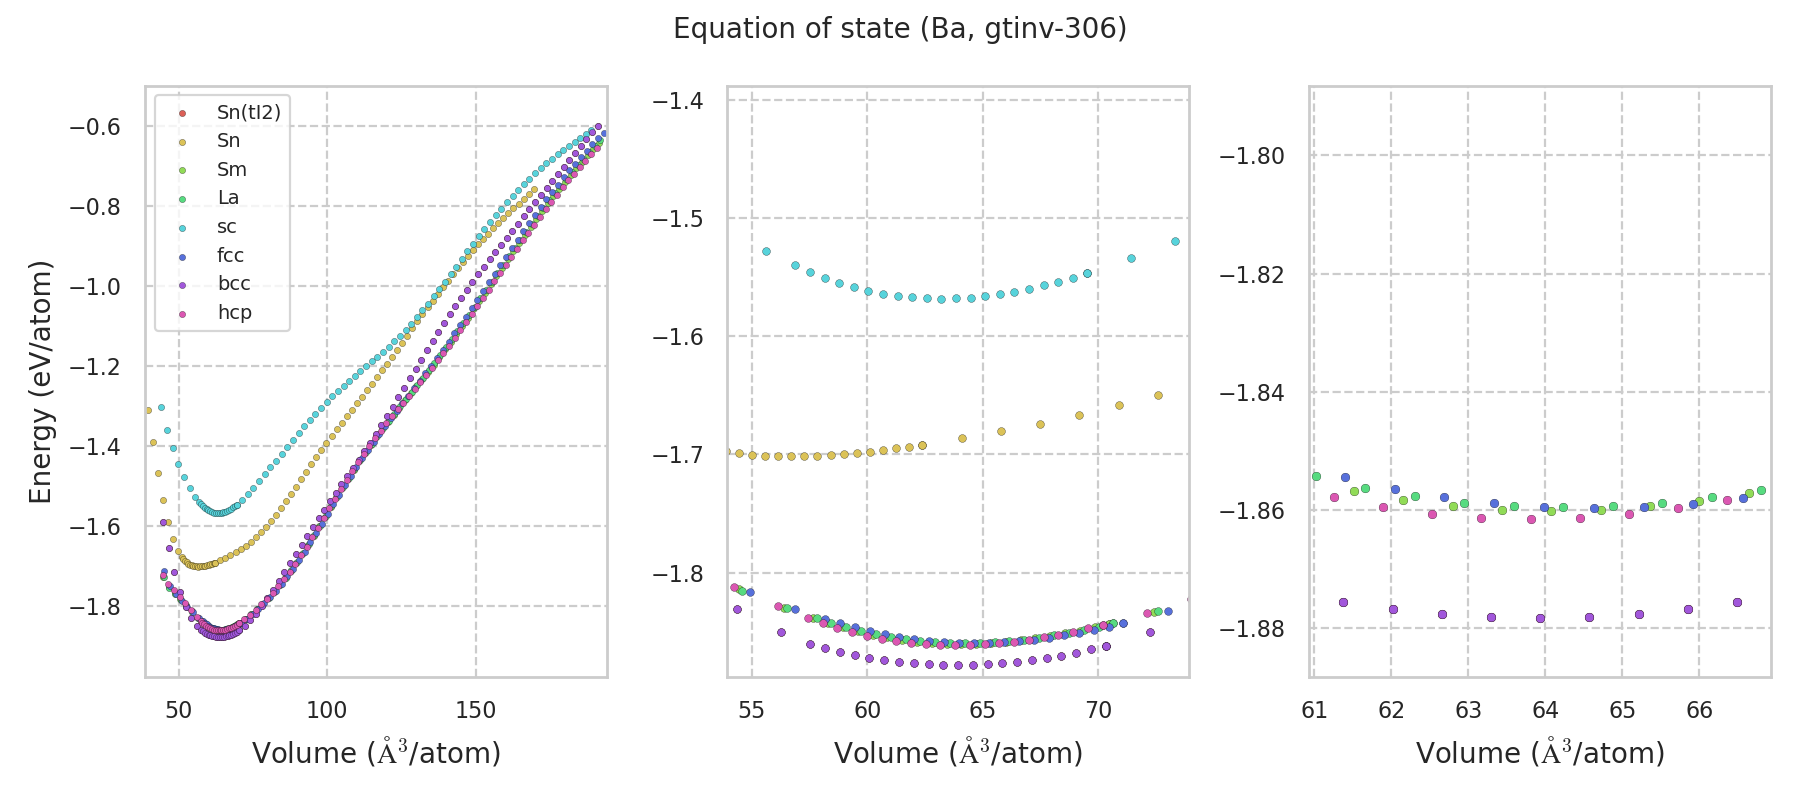 Equation of state (Ba, gtinv-306)
Energy (eV/atom)
−0.6
−0.8
−1.0
−1.2
−1.4
−1.6
−1.8
Sn(tI2)
Sn
Sm
La
sc
fcc
bcc
hcp
50 100 150
Volume (Å³/atom)
−1.4
−1.5
−1.6
−1.7
−1.8
55 60 65 70
Volume (Å³/atom)
−1.80
−1.82
−1.84
−1.86
−1.88
61 62 63 64 65 66
Volume (Å³/atom)